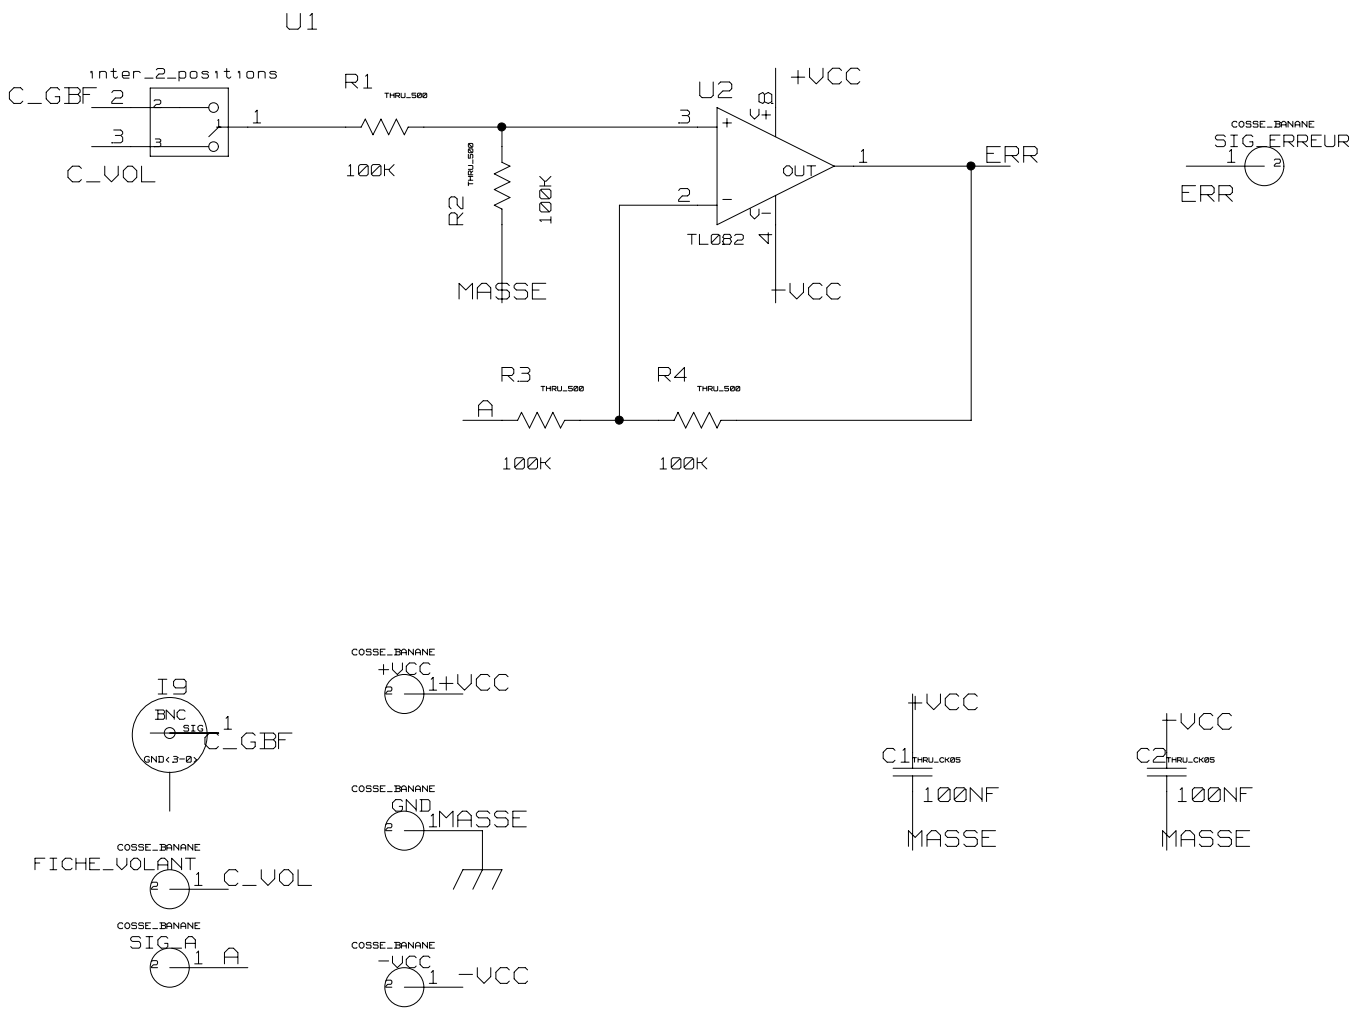 U1
inter_2_positions
C_GBF 2 2
1 1
3 3
C_VOL
R1
THRU_500
100K
R2
THRU_500
100K
MASSE
U2
+VCC
8
V+
3 +
2 -
OUT
1
V-
4
TL082
-VCC
ERR
COSSE_BANANE
SIG_ERREUR
1 2
ERR
R3
THRU_500
R4
THRU_500
A
100K
100K
I9
BNC
SIG 1
C_GBF
GND<3-0>
COSSE_BANANE
FICHE_VOLANT
2 1 C_VOL
COSSE_BANANE
SIG_A
2 1 A
COSSE_BANANE
+VCC
2 1 +VCC
COSSE_BANANE
GND
2 1 MASSE
COSSE_BANANE
-VCC
2 1 -VCC
+VCC
C1 THRU_CK05
100NF
MASSE
-VCC
C2 THRU_CK05
100NF
MASSE